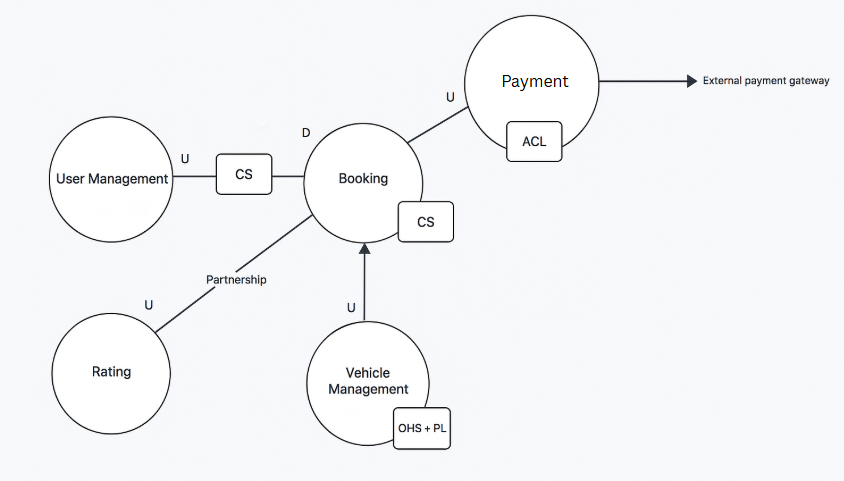 Payment
External payment gateway
U
ACL
D
U
CS
User Management
Booking
CS
Partnership
U
U
Rating
Vehicle
Management
OHS + PL